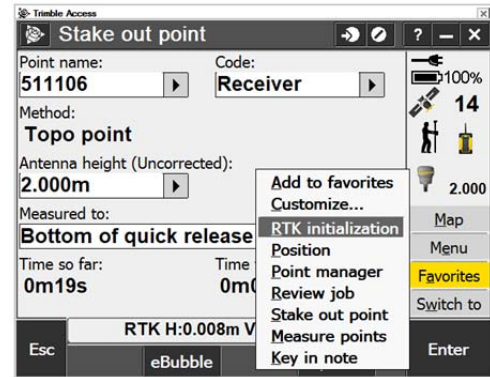 Trimble Access
Stake out point
? – ×
Point name:
Code:
511106
Receiver
100%
14
2.000
Method:
Topo point
Antenna height (Uncorrected):
2.000m
Measured to:
Bottom of quick release
Time so far:
Time
0m19s
RTK H:0.008m V
Esc
eBubble
Add to favorites
Customize...
RTK initialization
Position
Point manager
Review job
Stake out point
Measure points
Key in note
Map
Menu
Favorites
Switch to
Enter